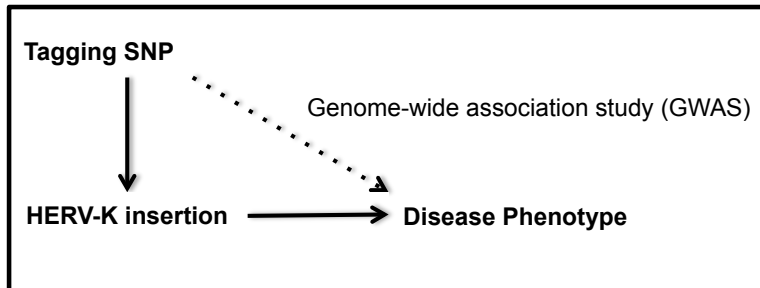 Tagging SNP
Genome-wide association study (GWAS)
HERV-K insertion
Disease Phenotype